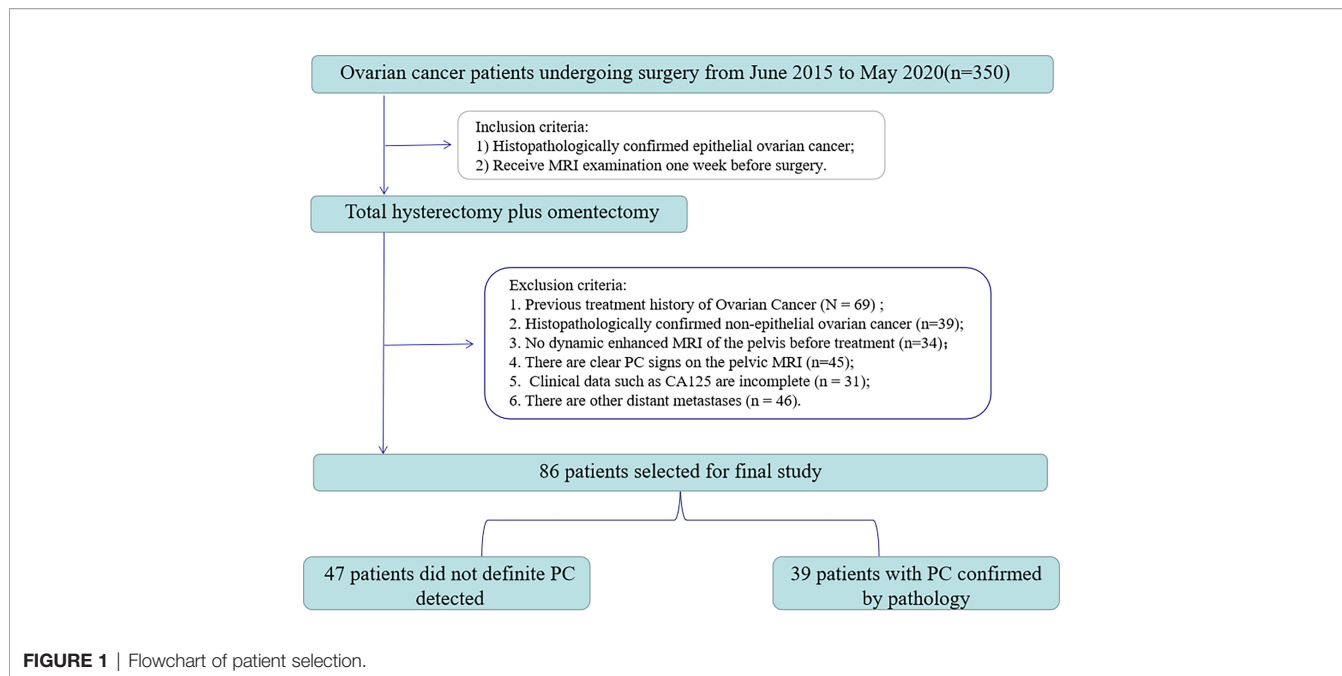 Ovarian cancer patients undergoing surgery from June 2015 to May 2020(n=350)
Inclusion criteria:
1) Histopathologically confirmed epithelial ovarian cancer;
2) Receive MRI examination one week before surgery.
Total hysterectomy plus omentectomy
Exclusion criteria:
1. Previous treatment history of Ovarian Cancer (N = 69) ;
2. Histopathologically confirmed non-epithelial ovarian cancer (n=39);
3. No dynamic enhanced MRI of the pelvis before treatment (n=34);
4. There are clear PC signs on the pelvic MRI (n=45);
5. Clinical data such as CA125 are incomplete (n = 31);
6. There are other distant metastases (n = 46).
86 patients selected for final study
47 patients did not definite PC
detected
39 patients with PC confirmed
by pathology
FIGURE 1 | Flowchart of patient selection.